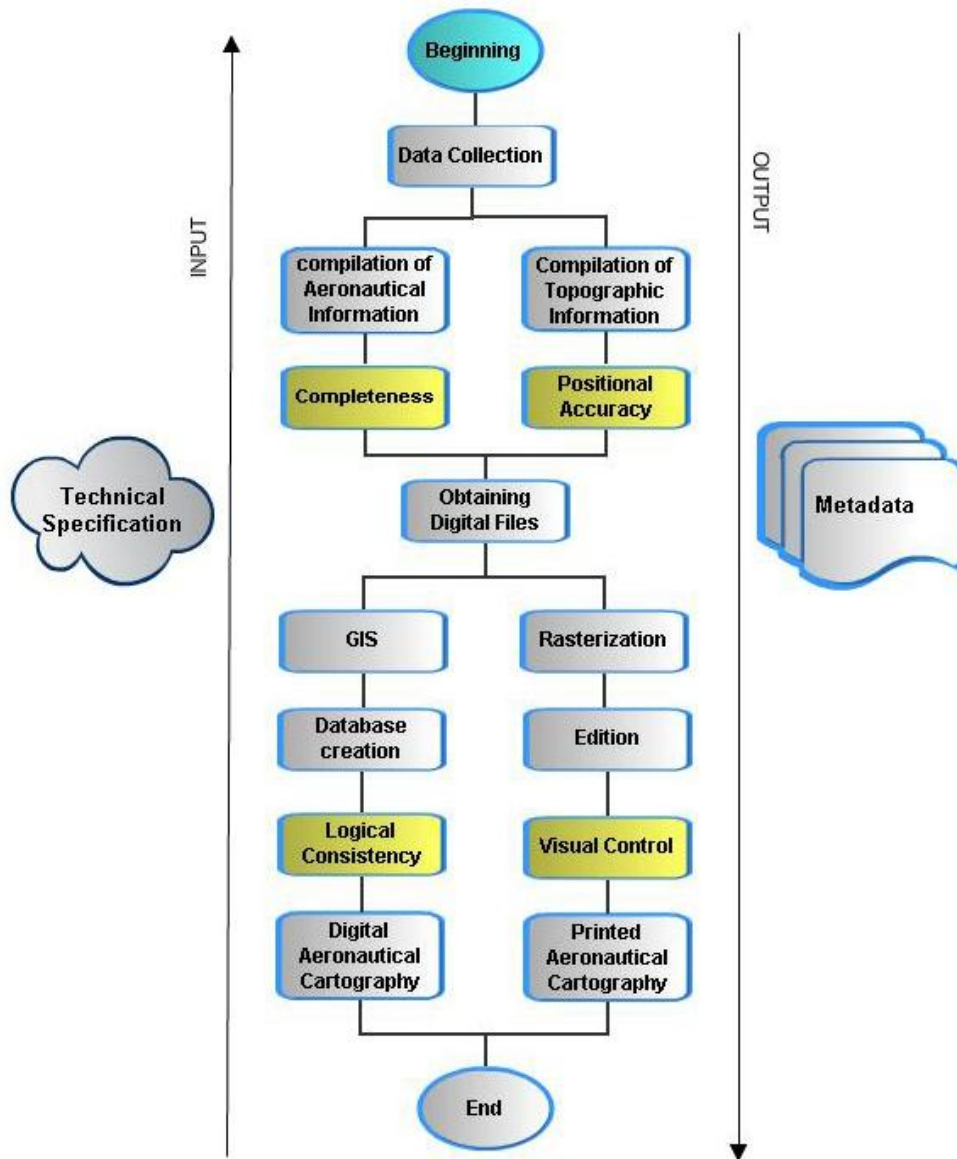 Beginning
Data Collection
INPUT
OUTPUT
compilation of
Aeronautical
Information
Compilation of
Topographic
Information
Completeness
Positional
Accuracy
Technical
Specification
Obtaining
Digital Files
Metadata
GIS
Rasterization
Database
creation
Edition
Logical
Consistency
Visual Control
Digital
Aeronautical
Cartography
Printed
Aeronautical
Cartography
End